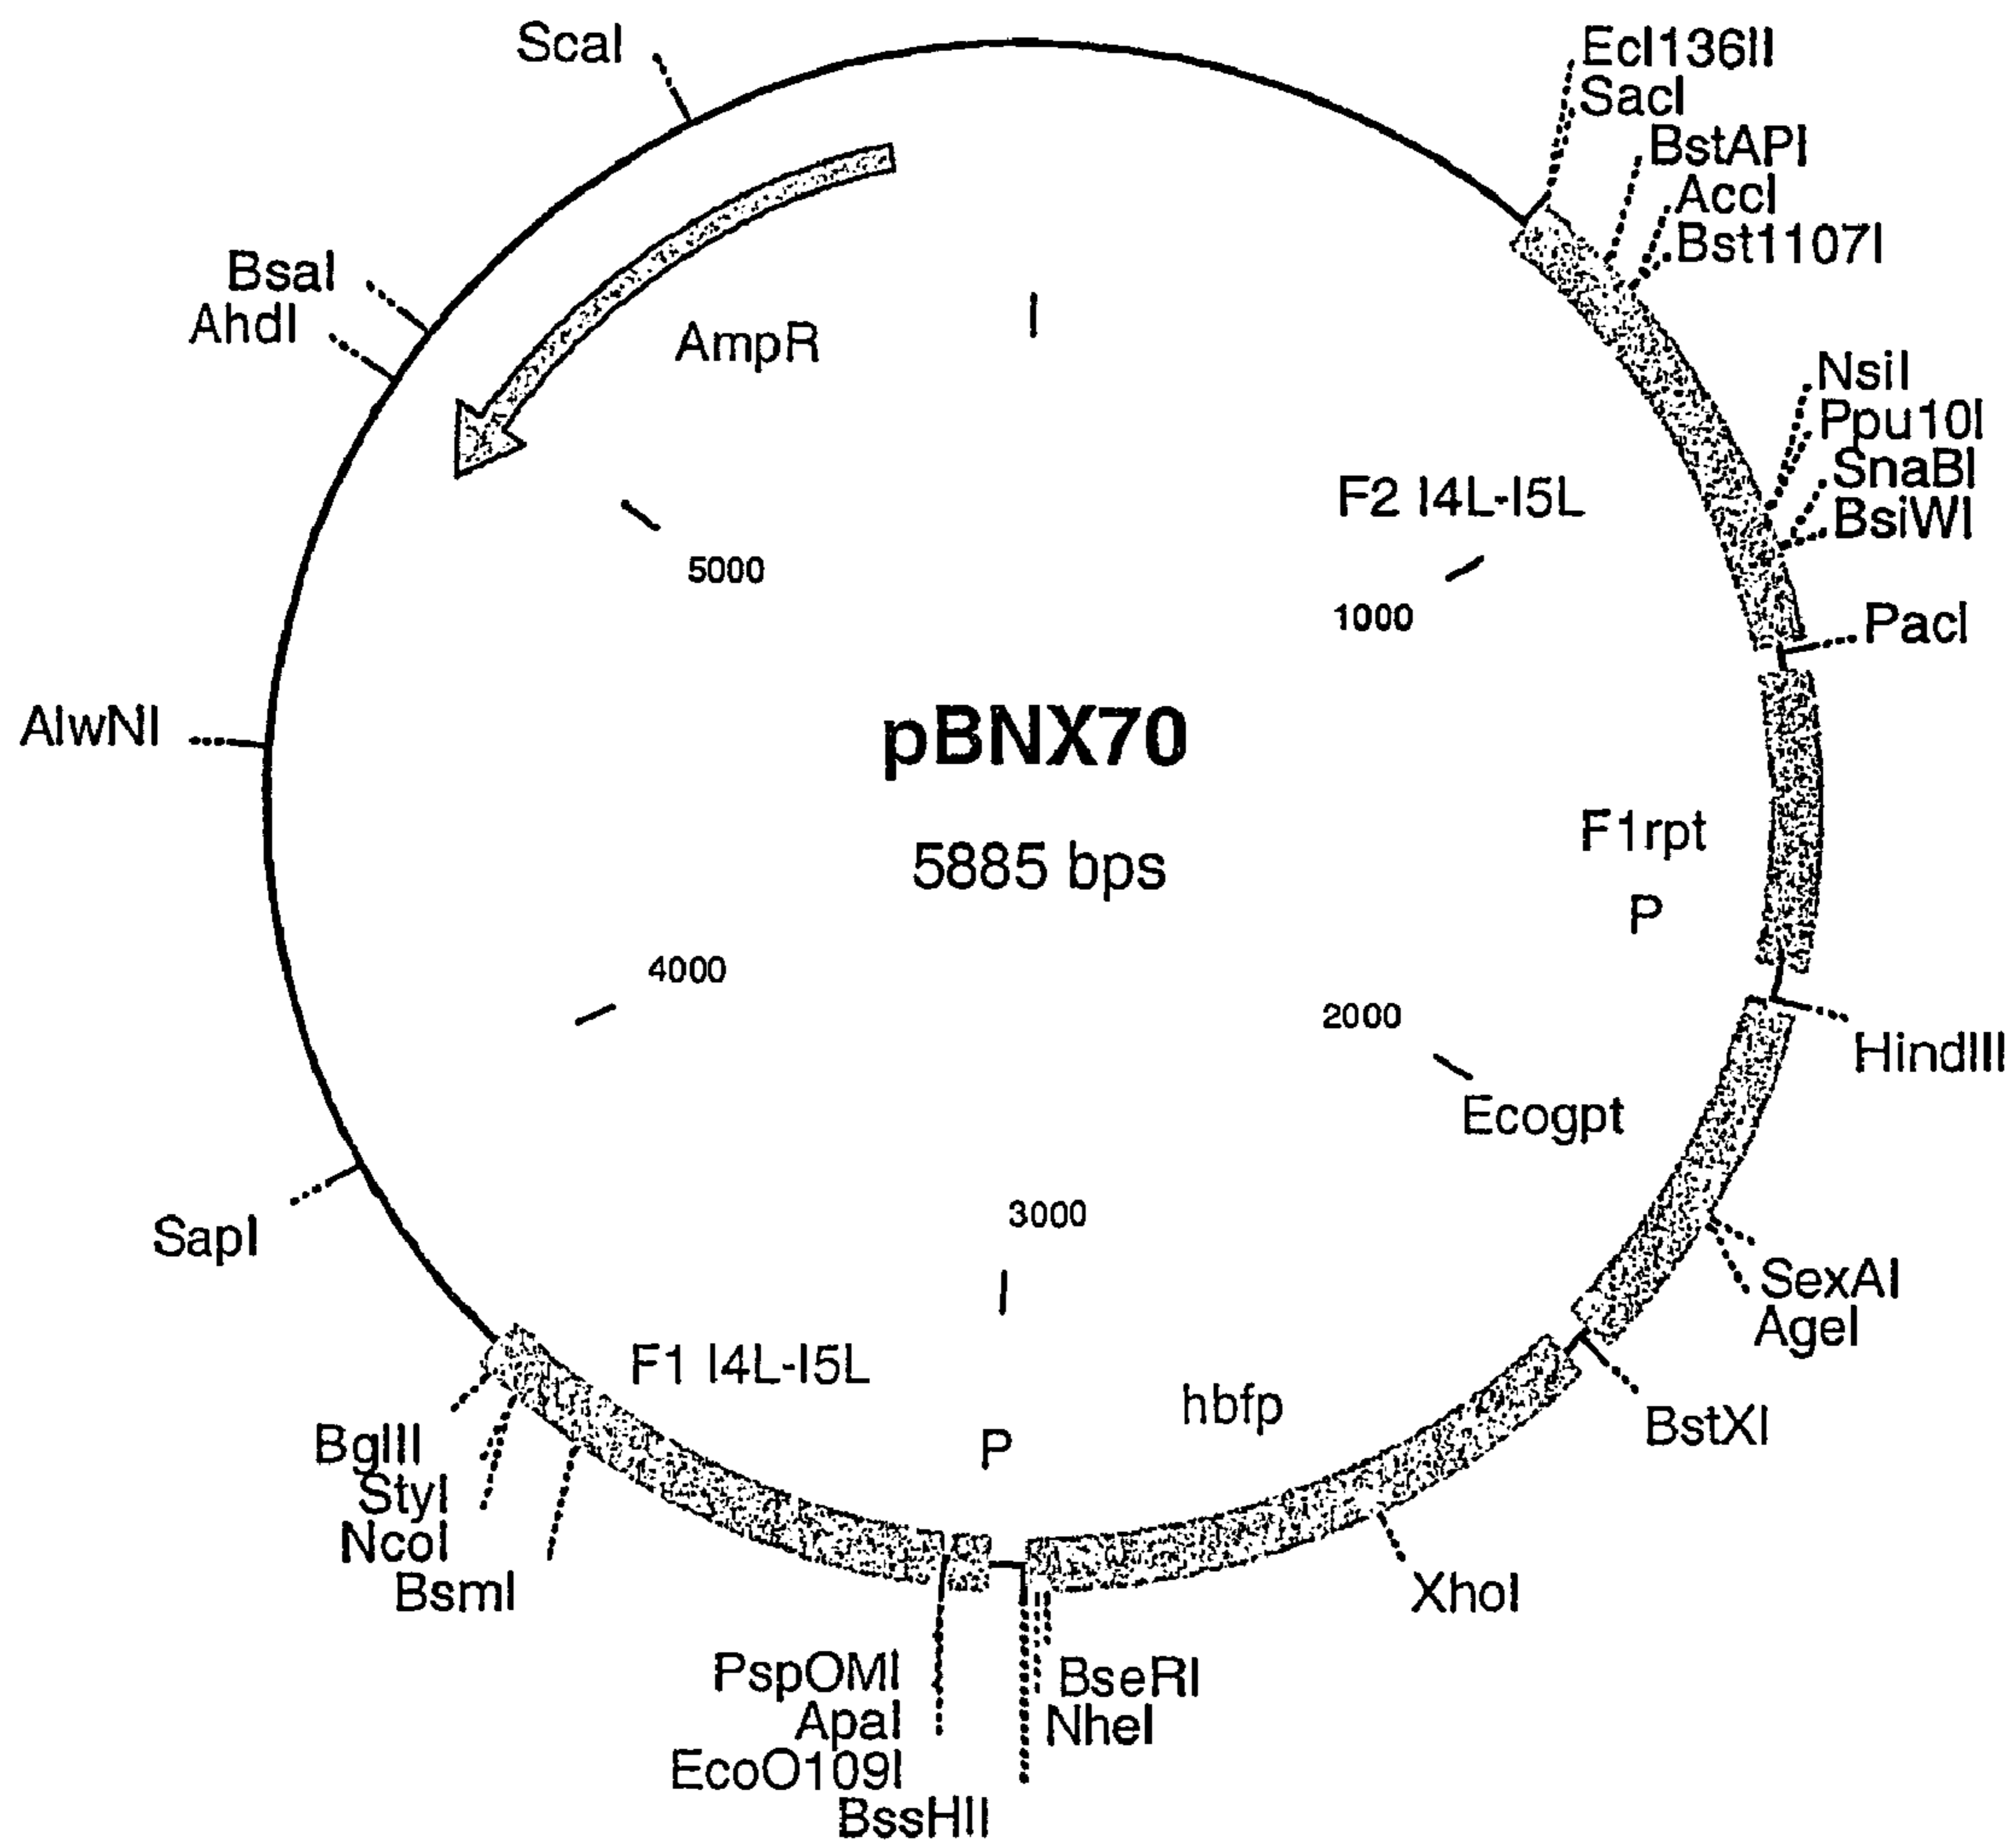 ScaI
Ecl136II
SacI
BstAPI
AccI
Bst1107I
BsaI
AhdI
AmpR
I
NsiI
Ppu10I
SnaBI
BsiWI
F2 I4L-I5L
5000
1000
PacI
AlwNI
pBNX70
5885 bps
F1rpt
P
4000
2000
HindIII
Ecogpt
3000
SapI
SexAI
AgeI
F1 I4L-I5L
hbfp
BstXI
P
BglII
StyI
NcoI
BsmI
XhoI
PspOMI
ApaI
EcoO109I
BssHII
BseRI
NheI